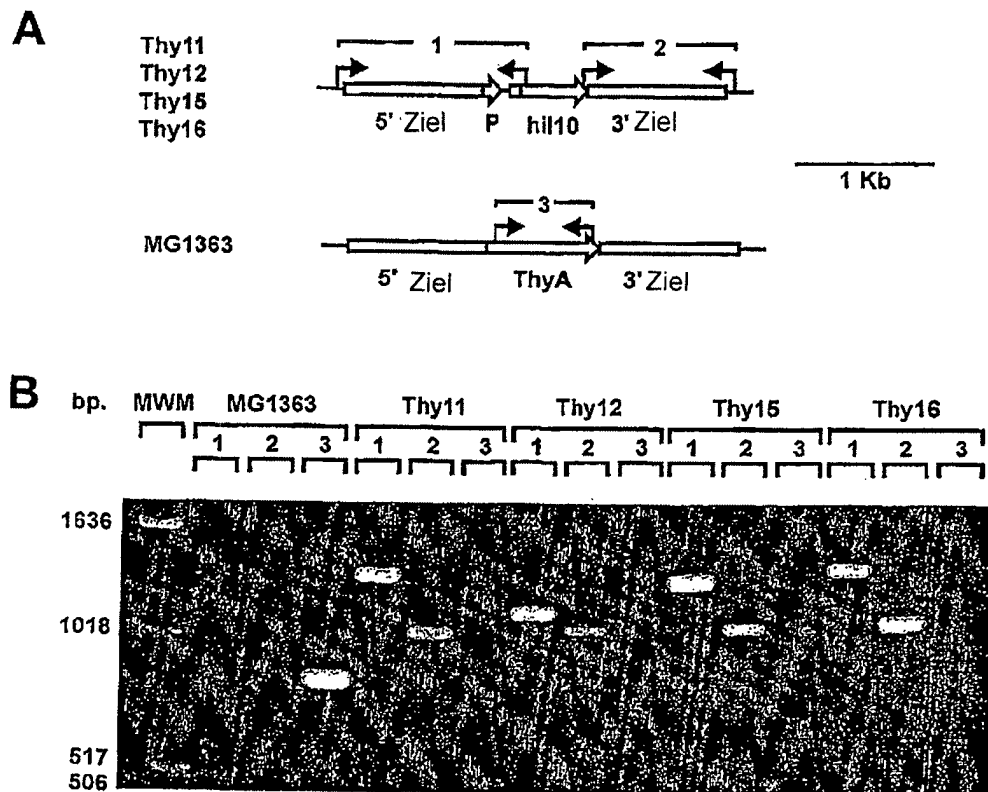 A
Thy11
Thy12
Thy15
Thy16
1
2
5' Ziel
P
hil10
3' Ziel
1 Kb
3
MG1363
5' Ziel
ThyA
3' Ziel
B
bp.
MWM
MG1363
Thy11
Thy12
Thy15
Thy16
1 2 3 1 2 3 1 2 3 1 2 3 1 2 3
1636
1018
517
506